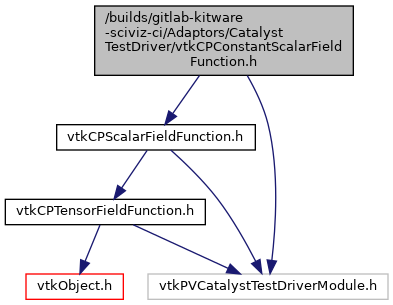 /builds/gitlab-kitware
-sciviz-ci/Adaptors/Catalyst
TestDriver/vtkCPConstantScalarField
Function.h
vtkCPScalarFieldFunction.h
vtkCPTensorFieldFunction.h
vtkObject.h
vtkPVCatalystTestDriverModule.h